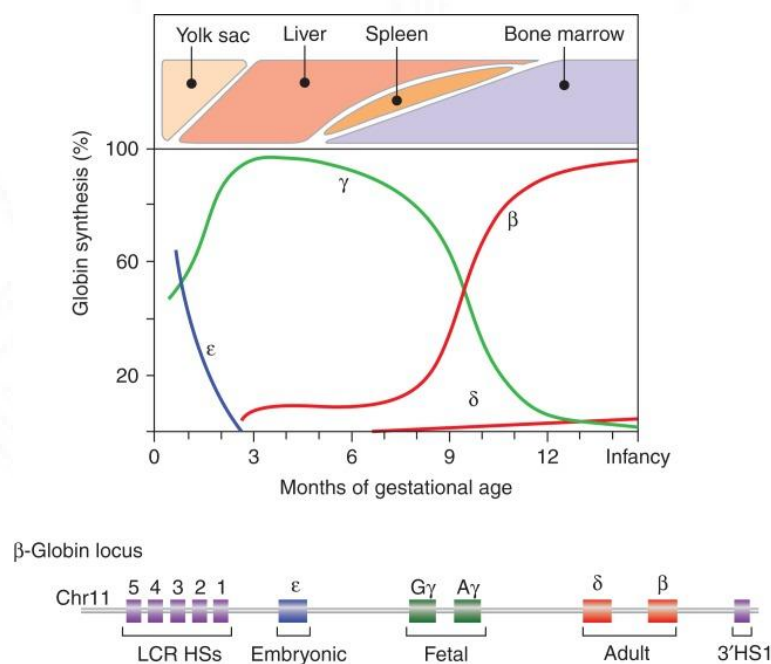 Yolk sac Liver Spleen Bone marrow
Globin synthesis (%)
100
60
20
γ
β
ε
δ
0 3 6 9 12 Infancy
Months of gestational age
β-Globin locus
Chr11
5 4 3 2 1 ε Gγ Aγ δ β
LCR HSs Embryonic Fetal Adult 3′HS1